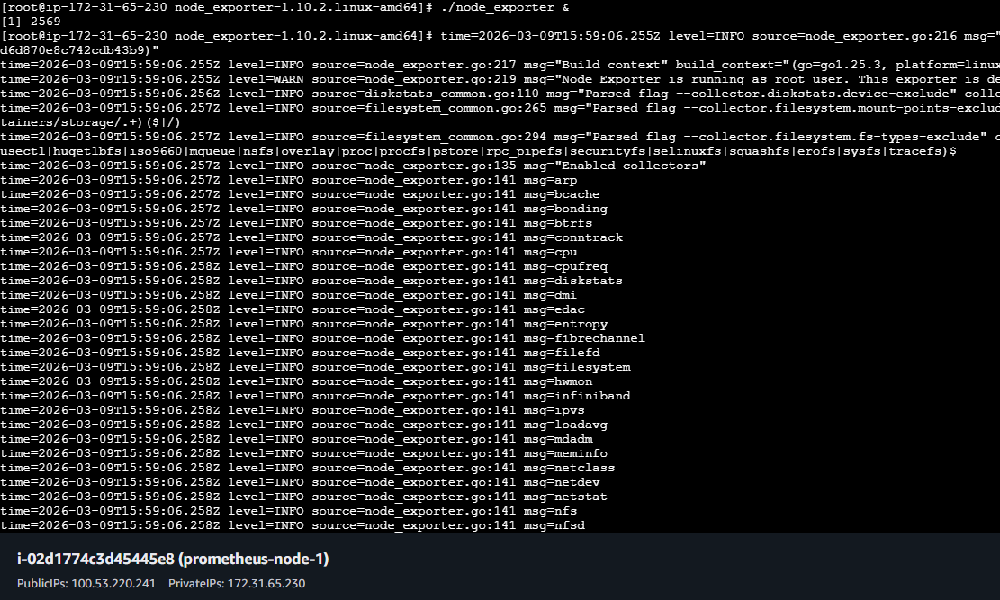 [root@ip-172-31-65-230 node_exporter-1.10.2.linux-amd64]# ./node_exporter &
[1] 2569
[root@ip-172-31-65-230 node_exporter-1.10.2.linux-amd64]# time=2026-03-09T15:59:06.255Z level=INFO source=node_exporter.go:216 msg="
d6d870e8c742cdb43b9)"
time=2026-03-09T15:59:06.255Z level=INFO source=node_exporter.go:217 msg="Build context" build_context="(go=go1.25.3, platform=linux
time=2026-03-09T15:59:06.255Z level=WARN source=node_exporter.go:219 msg="Node Exporter is running as root user. This exporter is de
time=2026-03-09T15:59:06.256Z level=INFO source=diskstats_common.go:110 msg="Parsed flag --collector.diskstats.device-exclude" colle
time=2026-03-09T15:59:06.257Z level=INFO source=filesystem_common.go:265 msg="Parsed flag --collector.filesystem.mount-points-exclud
tainers/storage/.+)($|/)
time=2026-03-09T15:59:06.257Z level=INFO source=filesystem_common.go:294 msg="Parsed flag --collector.filesystem.fs-types-exclude" c
usectl|hugetlbfs|iso9660|mqueue|nsfs|overlay|proc|procfs|pstore|rpc_pipefs|securityfs|selinuxfs|squashfs|erofs|sysfs|tracefs)$
time=2026-03-09T15:59:06.257Z level=INFO source=node_exporter.go:135 msg="Enabled collectors"
time=2026-03-09T15:59:06.257Z level=INFO source=node_exporter.go:141 msg=arp
time=2026-03-09T15:59:06.257Z level=INFO source=node_exporter.go:141 msg=bcache
time=2026-03-09T15:59:06.257Z level=INFO source=node_exporter.go:141 msg=bonding
time=2026-03-09T15:59:06.257Z level=INFO source=node_exporter.go:141 msg=btrfs
time=2026-03-09T15:59:06.257Z level=INFO source=node_exporter.go:141 msg=conntrack
time=2026-03-09T15:59:06.257Z level=INFO source=node_exporter.go:141 msg=cpu
time=2026-03-09T15:59:06.258Z level=INFO source=node_exporter.go:141 msg=cpufreq
time=2026-03-09T15:59:06.258Z level=INFO source=node_exporter.go:141 msg=diskstats
time=2026-03-09T15:59:06.258Z level=INFO source=node_exporter.go:141 msg=dmi
time=2026-03-09T15:59:06.258Z level=INFO source=node_exporter.go:141 msg=edac
time=2026-03-09T15:59:06.258Z level=INFO source=node_exporter.go:141 msg=entropy
time=2026-03-09T15:59:06.258Z level=INFO source=node_exporter.go:141 msg=fibrechannel
time=2026-03-09T15:59:06.258Z level=INFO source=node_exporter.go:141 msg=filefd
time=2026-03-09T15:59:06.258Z level=INFO source=node_exporter.go:141 msg=filesystem
time=2026-03-09T15:59:06.258Z level=INFO source=node_exporter.go:141 msg=hwmon
time=2026-03-09T15:59:06.258Z level=INFO source=node_exporter.go:141 msg=infiniband
time=2026-03-09T15:59:06.258Z level=INFO source=node_exporter.go:141 msg=ipvs
time=2026-03-09T15:59:06.258Z level=INFO source=node_exporter.go:141 msg=loadavg
time=2026-03-09T15:59:06.258Z level=INFO source=node_exporter.go:141 msg=mdadm
time=2026-03-09T15:59:06.258Z level=INFO source=node_exporter.go:141 msg=meminfo
time=2026-03-09T15:59:06.258Z level=INFO source=node_exporter.go:141 msg=netclass
time=2026-03-09T15:59:06.258Z level=INFO source=node_exporter.go:141 msg=netdev
time=2026-03-09T15:59:06.258Z level=INFO source=node_exporter.go:141 msg=netstat
time=2026-03-09T15:59:06.258Z level=INFO source=node_exporter.go:141 msg=nfs
time=2026-03-09T15:59:06.258Z level=INFO source=node_exporter.go:141 msg=nfsd
i-02d1774c3d45445e8 (prometheus-node-1)
PublicIPs: 100.53.220.241 PrivateIPs: 172.31.65.230